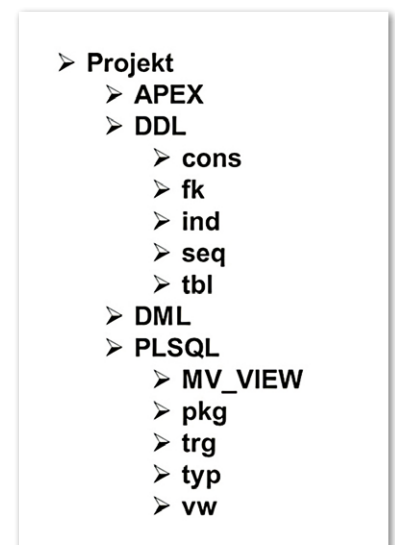 Projekt
APEX
DDL
cons
fk
ind
seq
tbl
DML
PLSQL
MV_VIEW
pkg
trg
typ
vw